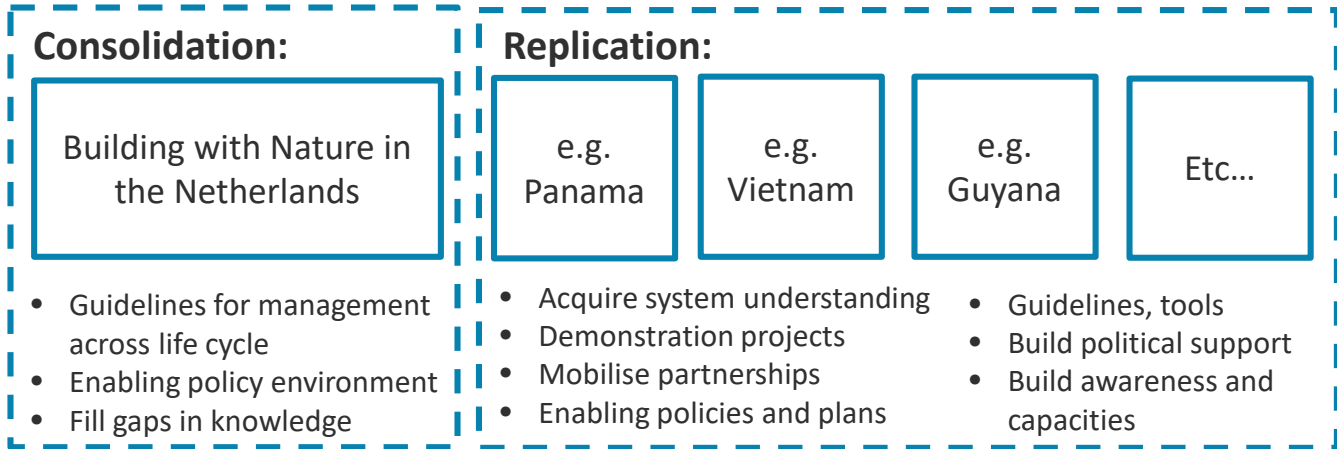 Consolidation:
Building with Nature in
the Netherlands
• Guidelines for management
across life cycle
• Enabling policy environment
• Fill gaps in knowledge
Replication:
e.g.
Panama
e.g.
Vietnam
e.g.
Guyana
Etc...
• Acquire system understanding
• Demonstration projects
• Mobilise partnerships
• Enabling policies and plans
• Guidelines, tools
• Build political support
• Build awareness and
capacities